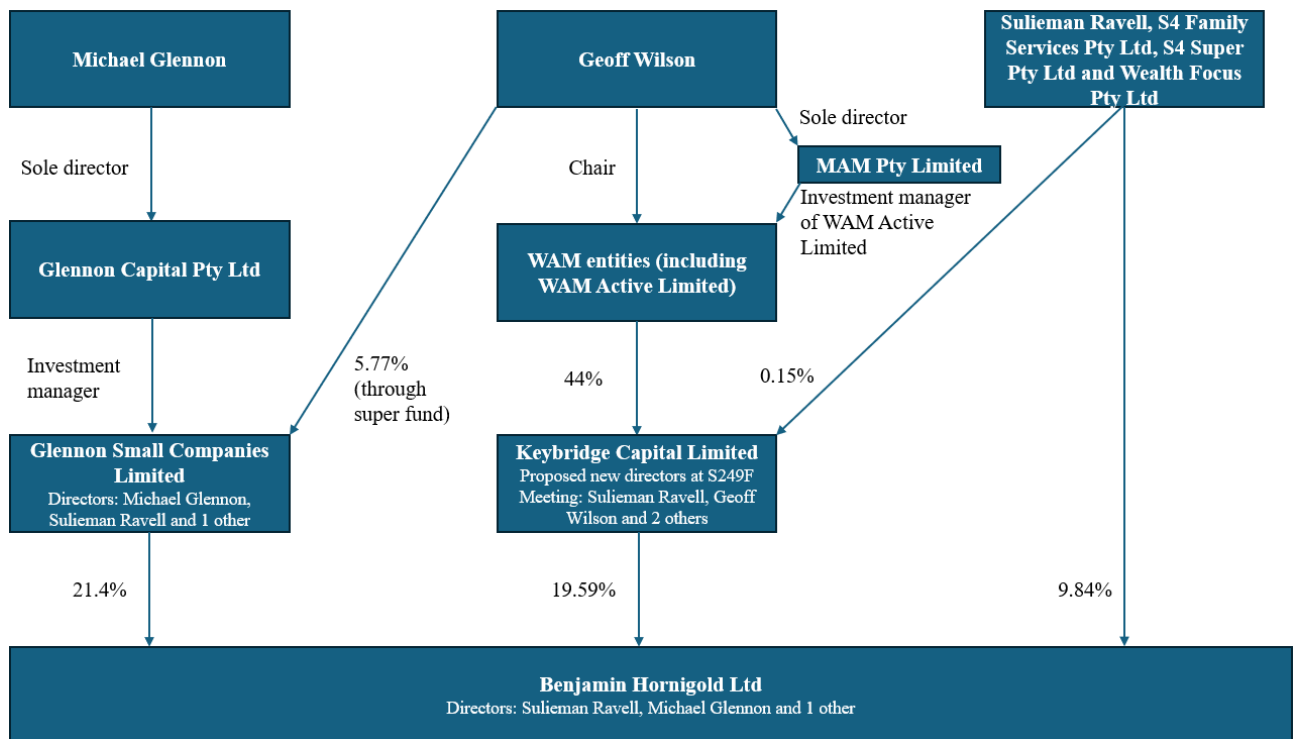 Michael Glennon
Geoff Wilson
Sulieman Ravell, S4 Family
Services Pty Ltd, S4 Super
Pty Ltd and Wealth Focus
Pty Ltd
Sole director
Chair
Sole director
MAM Pty Limited
Investment manager
of WAM Active
Limited
Glennon Capital Pty Ltd
WAM entities (including
WAM Active Limited)
Investment
manager
5.77%
(through
super fund)
44%
0.15%
Glennon Small Companies
Limited
Directors: Michael Glennon,
Sulieman Ravell and 1 other
Keybridge Capital Limited
Proposed new directors at S249F
Meeting: Sulieman Ravell, Geoff
Wilson and 2 others
21.4%
19.59%
9.84%
Benjamin Hornigold Ltd
Directors: Sulieman Ravell, Michael Glennon and 1 other